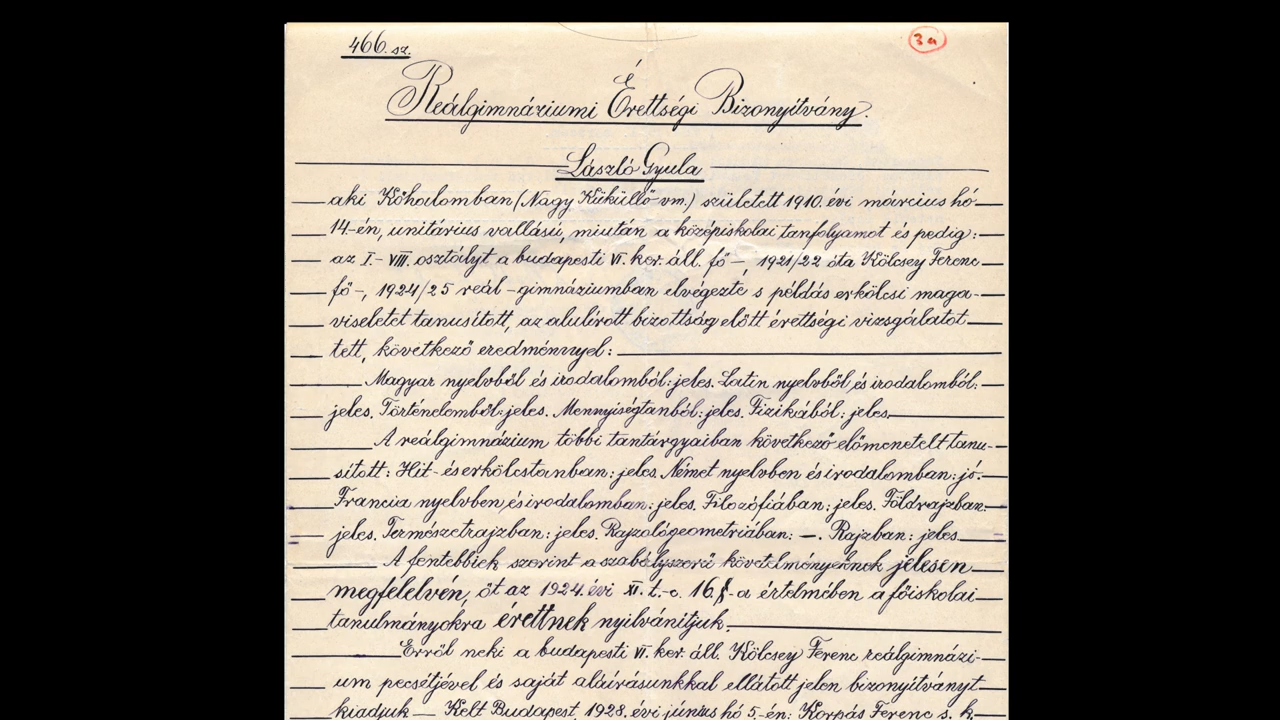 466. sz.
3a
Reálgimnáziumi Érettségi Bizonyítvány.
László Gyula
aki Kőhalomban (Nagy Küküllő vm.) született 1910. évi március hó
14-én, unitárius vallású, miután a középiskolai tanfolyamot és pedig:
az I.-VIII. osztályt a budapesti VI. ker. áll. fő-, 1921/22 óta Kölcsey Ferenc
fő-, 1924/25 reál-gimnáziumban elvégezte s példás erkölcsi maga-
viseletet tanusított, az alulírott bizottság előtt érettségi vizsgálatot
tett, következő eredménnyel:
Magyar nyelvből és irodalomból: jeles. Latin nyelvből és irodalomból:
jeles. Történelemből: jeles. Mennyiségtanból: jeles. Fizikából: jeles.
A reálgimnázium többi tantárgyaiban következő előmenetelt tanu-
sított: Hit- és erkölcstanban: jeles. Német nyelvben és irodalomban: jó.
Francia nyelvben és irodalomban: jeles. Filozófiában: jeles. Földrajzban:
jeles. Természetrajzban: jeles. Rajzológeometriában: —. Rajzban: jeles
A fentebbiek szerint a szabályszerű követelményeknek jelesen
megfelelvén, őt az 1924. évi XI. t.-c. 16.§-a értelmében a főiskolai
tanulmányokra érettnek nyilvánítjuk.
Erről neki a budapesti VI. ker. áll. Kölcsey Ferenc reálgimnázi-
um pecsétjével és saját aláírásunkkal ellátott jelen bizonyítványt
kiadjuk — Kelt Budapest, 1928. évi június hó 5-én: Korpás Ferenc s. k.